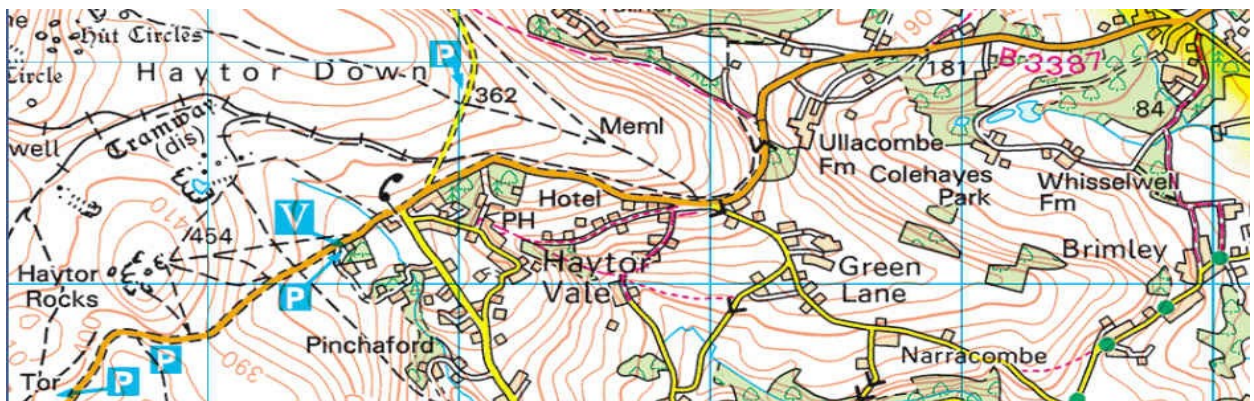 Hut Circles
Circle
Haytor Down
P
362
190
181
B 3387
84
Meml
Tramway
(dis)
well
Ullacombe
Fm
Colehayes
Park
Whisselwell
Fm
410
454
V
PH
Hotel
Haytor
Vale
Green
Lane
Brimley
Haytor
Rocks
P
Pinchaford
390
Narracombe
P
Tor
P